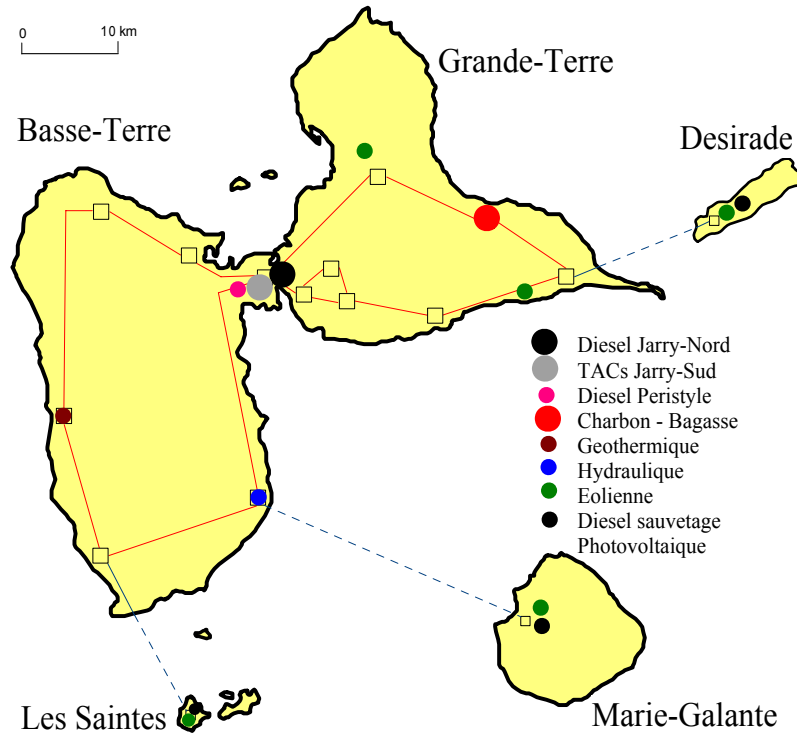 0
10 km
Grande-Terre
Basse-Terre
Desirade
Diesel Jarry-Nord
TACs Jarry-Sud
Diesel Peristyle
Charbon - Bagasse
Geothermique
Hydraulique
Eolienne
Diesel sauvetage
Photovoltaique
Les Saintes
Marie-Galante